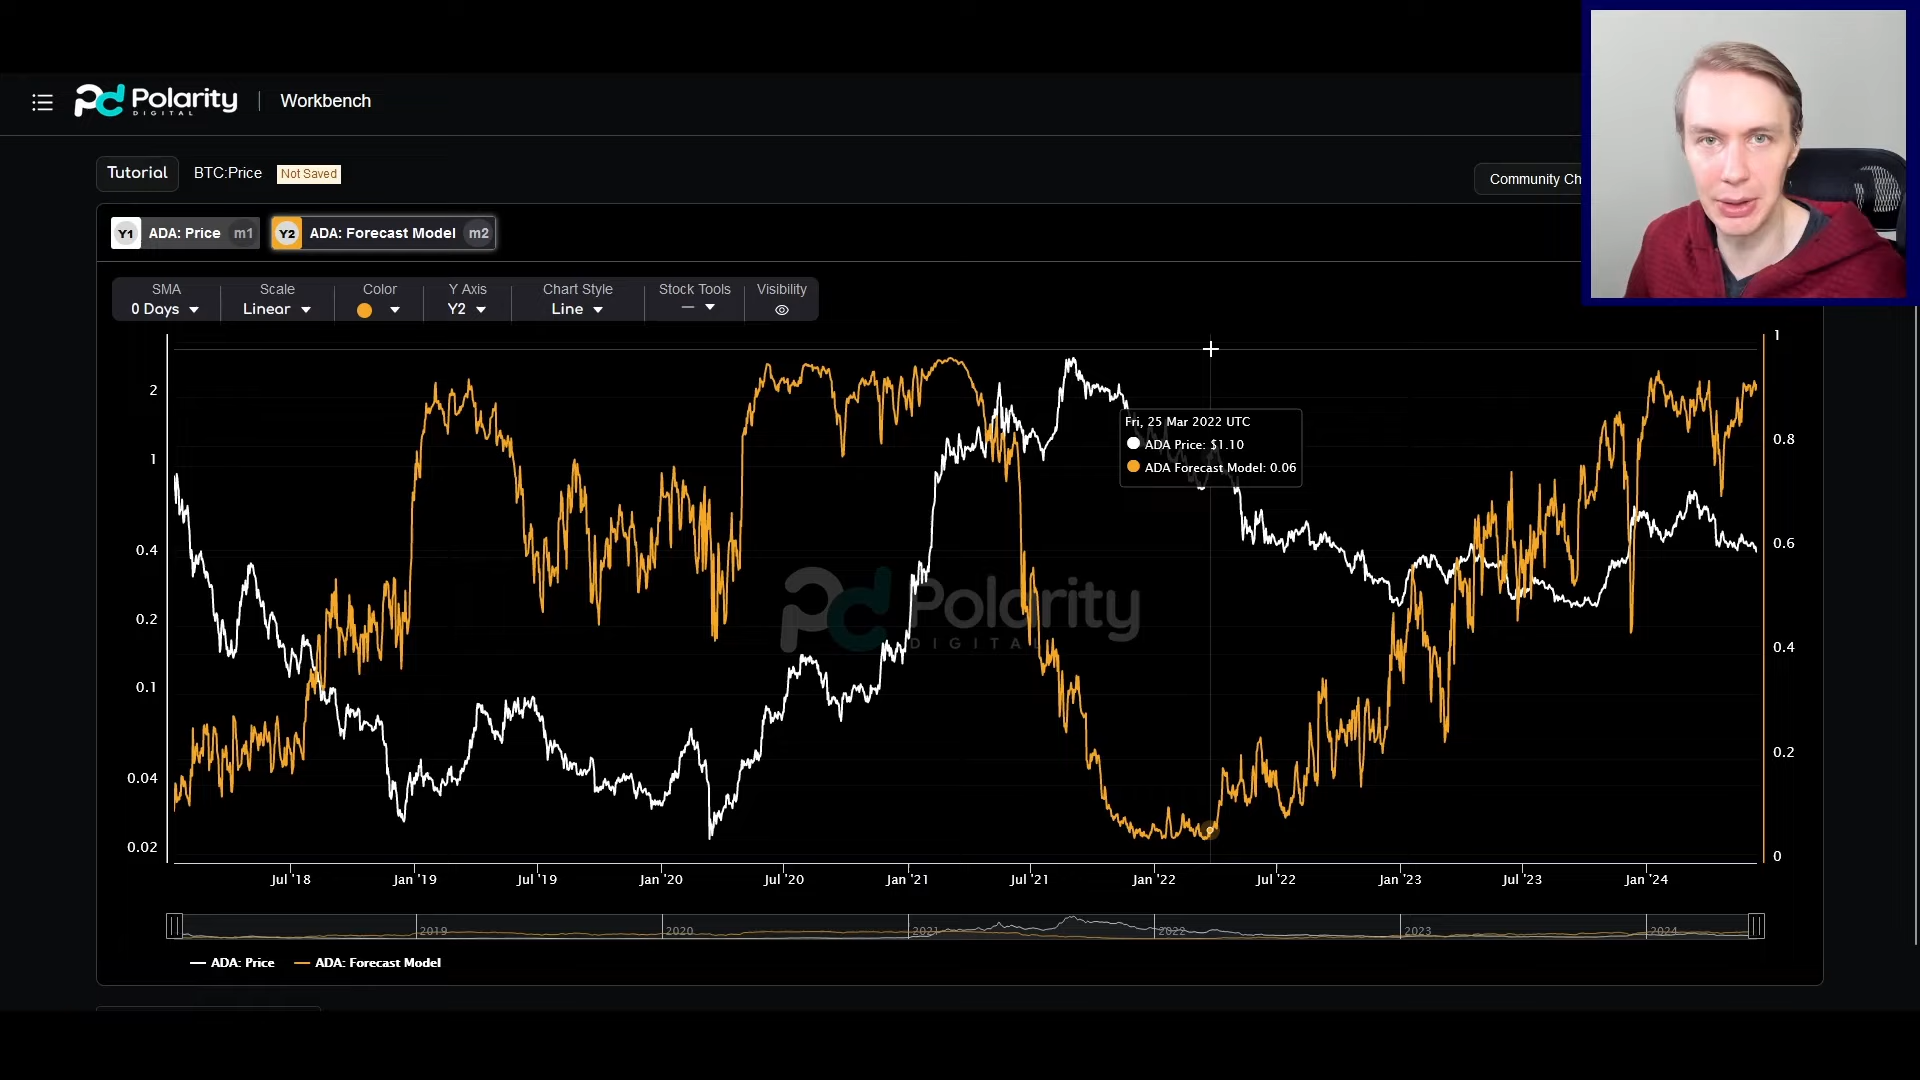 Polarity
DIGITAL
Workbench
Tutorial
BTC:Price
Not Saved
Community Ch
Y1 ADA: Price m1
Y2 ADA: Forecast Model m2
SMA
0 Days
Scale
Linear
Color
Y Axis
Y2
Chart Style
Line
Stock Tools
—
Visibility
2
1
0.4
0.2
0.1
0.04
0.02
1
0.8
0.6
0.4
0.2
0
Fri, 25 Mar 2022 UTC
ADA Price: $1.10
ADA Forecast Model: 0.06
Polarity
DIGITAL
Jul '18
Jan '19
Jul '19
Jan '20
Jul '20
Jan '21
Jul '21
Jan '22
Jul '22
Jan '23
Jul '23
Jan '24
2019
2020
2021
2022
2023
2024
ADA: Price
ADA: Forecast Model